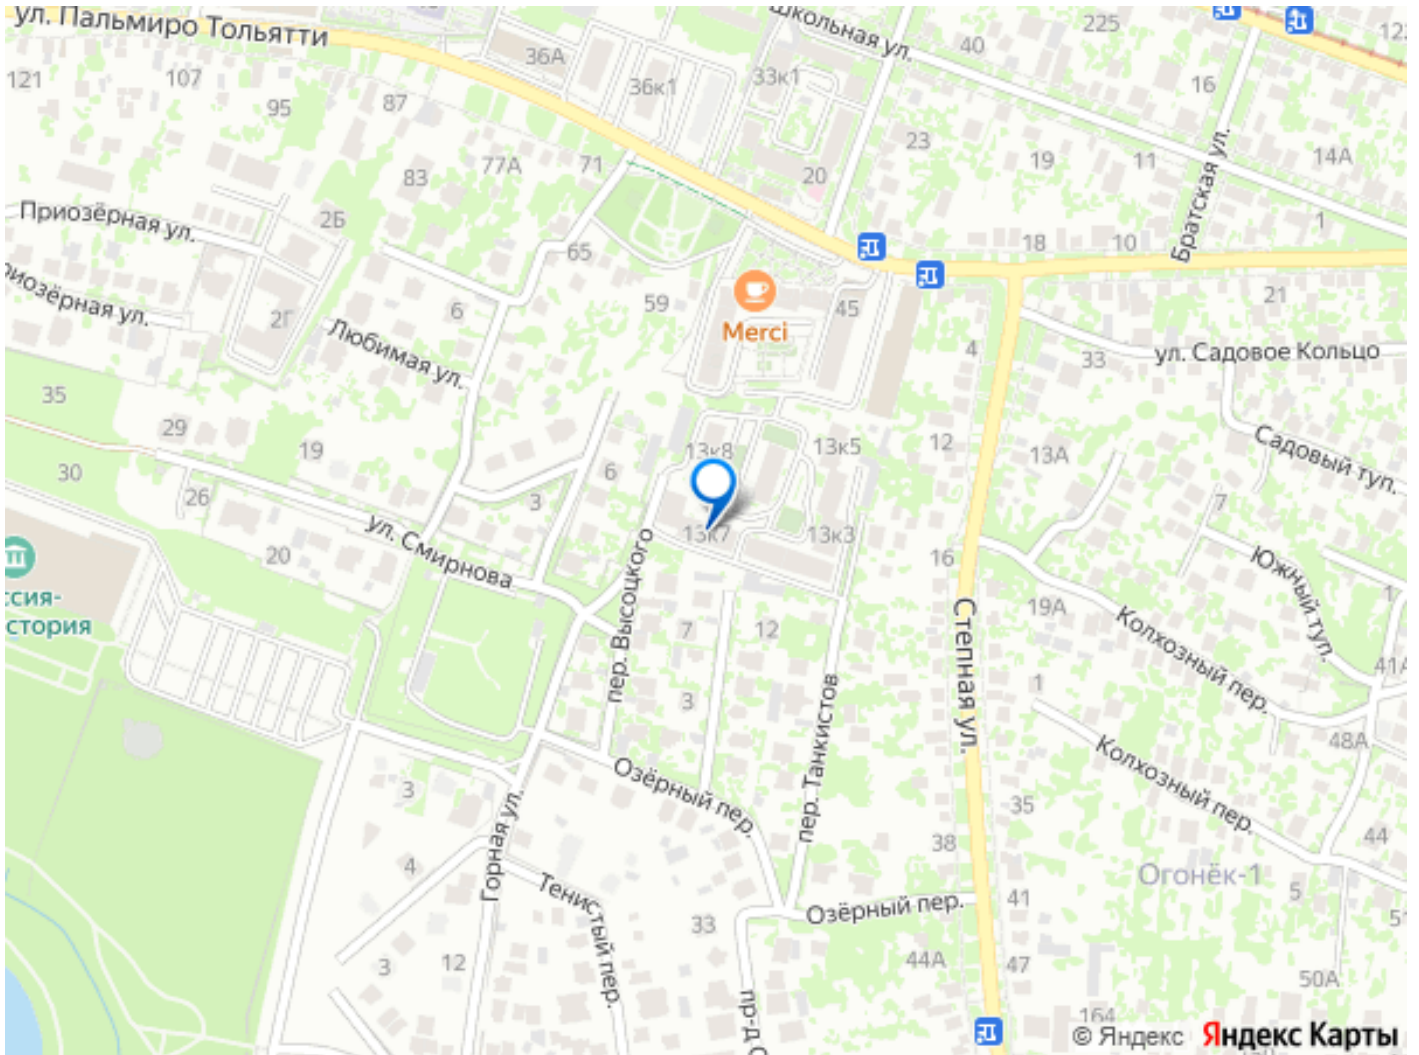 ул. Пальмиро Тольятти
Школьная ул.
36А
40
225
121
107
95
87
36к1
33к1
16
77А
71
83
20
23
19
11
14А
1
Братская ул.
Приозёрная ул.
2Б
65
18
10
6
59
45
21
Merci
2Г
Любимая ул.
4
33
ул. Садовое Кольцо
35
29
19
30
26
6
3
13к8
13к5
12
13А
Садовый туп.
7
ул. Смирнова
20
13к7
13к3
16
Южный туп.
1
пер. Высоцкого
7
12
19А
Степная ул.
Колхозный пер.
41А
3
1
48А
пер. Танкистов
Колхозный пер.
Озёрный пер.
3
35
38
44
Горная ул.
4
Огонёк-1
5
Тенистый пер.
Озёрный пер.
41
33
3
12
44А
47
50А
164
© Яндекс
Яндекс Карты